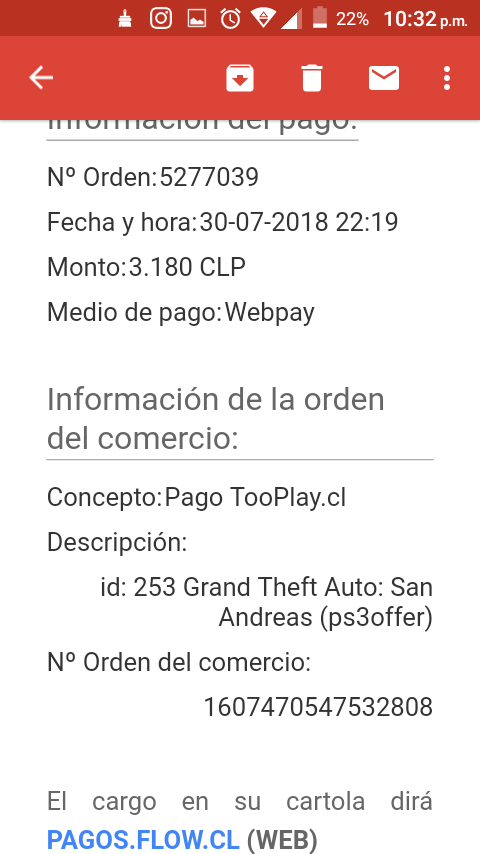 22% 10:32 p.m.
Información del pago:
Nº Orden:5277039
Fecha y hora:30-07-2018 22:19
Monto:3.180 CLP
Medio de pago:Webpay
Información de la orden
del comercio:
Concepto:Pago TooPlay.cl
Descripción:
id: 253 Grand Theft Auto: San
Andreas (ps3offer)
Nº Orden del comercio:
1607470547532808
El cargo en su cartola dirá
PAGOS.FLOW.CL (WEB)